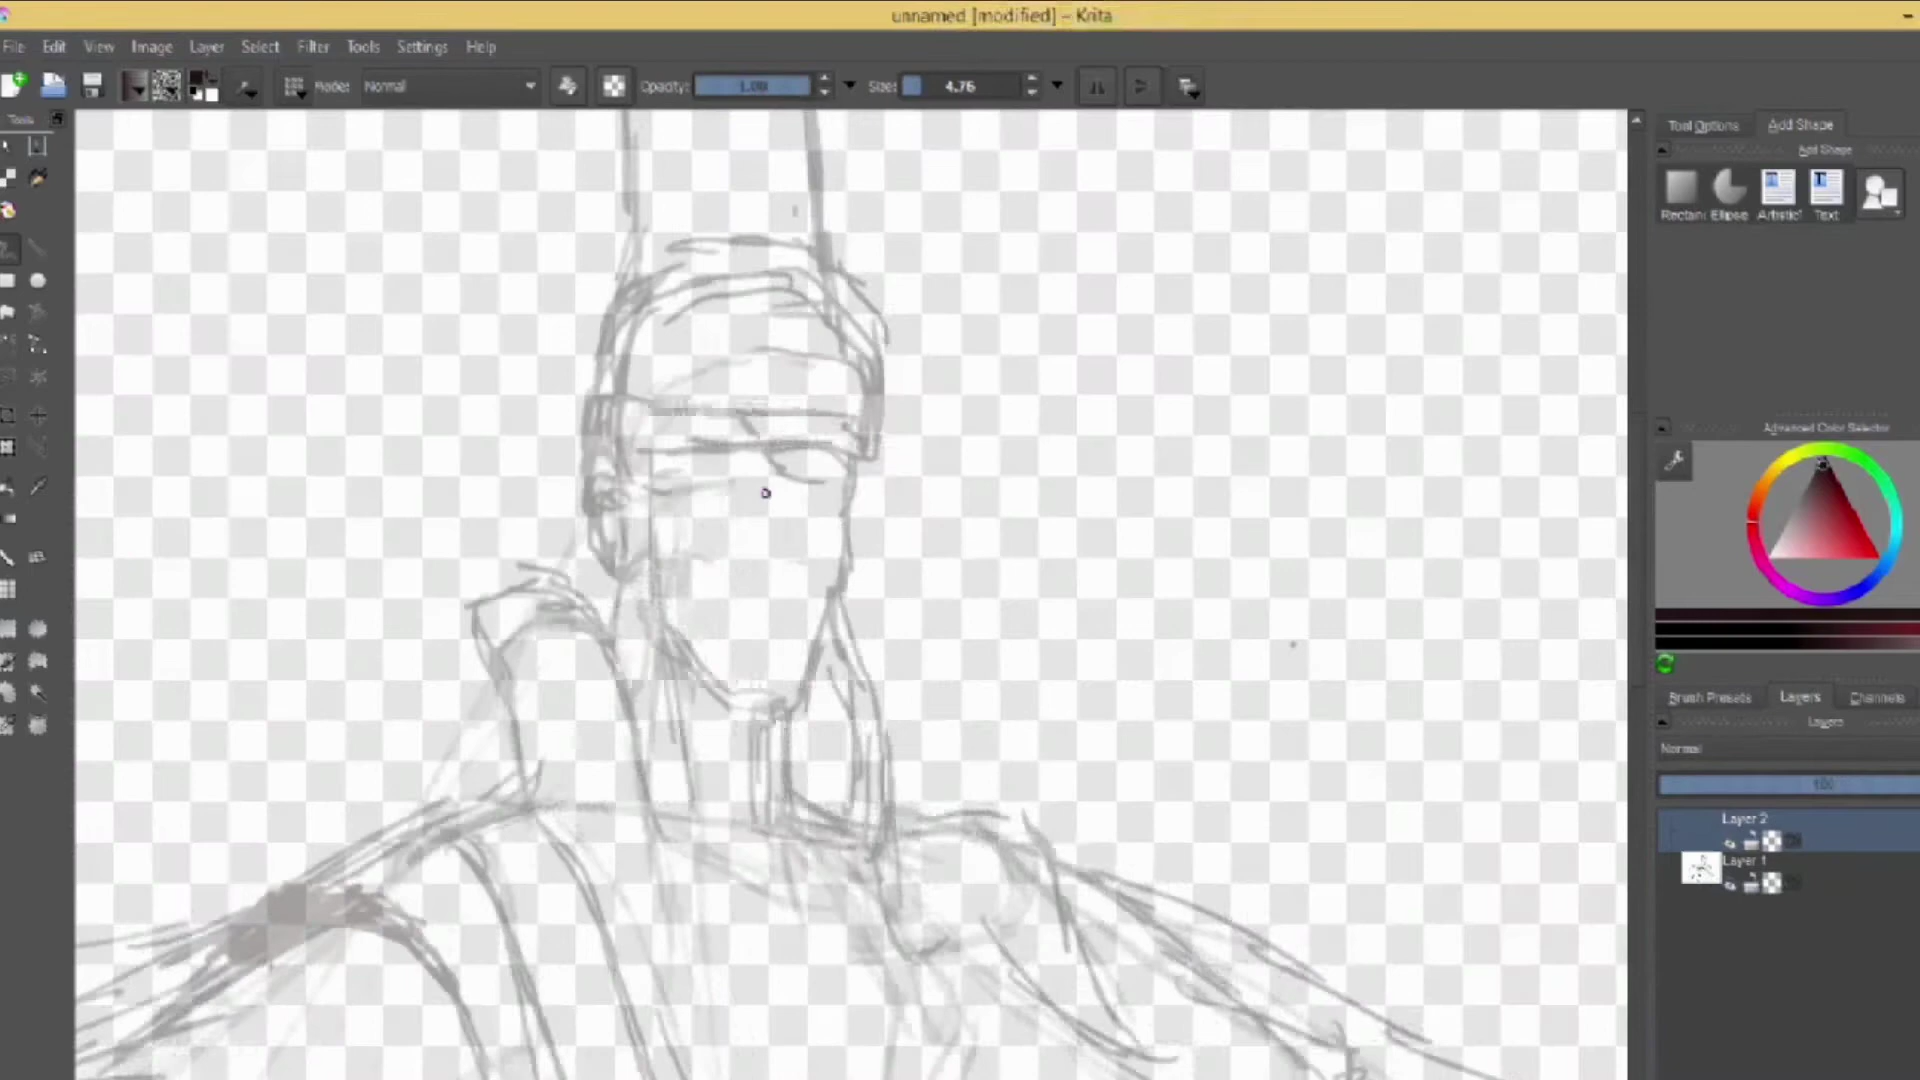 unnamed [modified] – Krita
File Edit View Image Layer Select Filter Tools Settings Help
Mode: Normal Opacity: 1.00 Size: 4.76
Tools
Tool Options Add Shape
Add Shape
Rectan Ellipse Artistic Text
Advanced Color Selector
Brush Presets Layers Channels
Layers
Normal
100
Layer 2
Layer 1